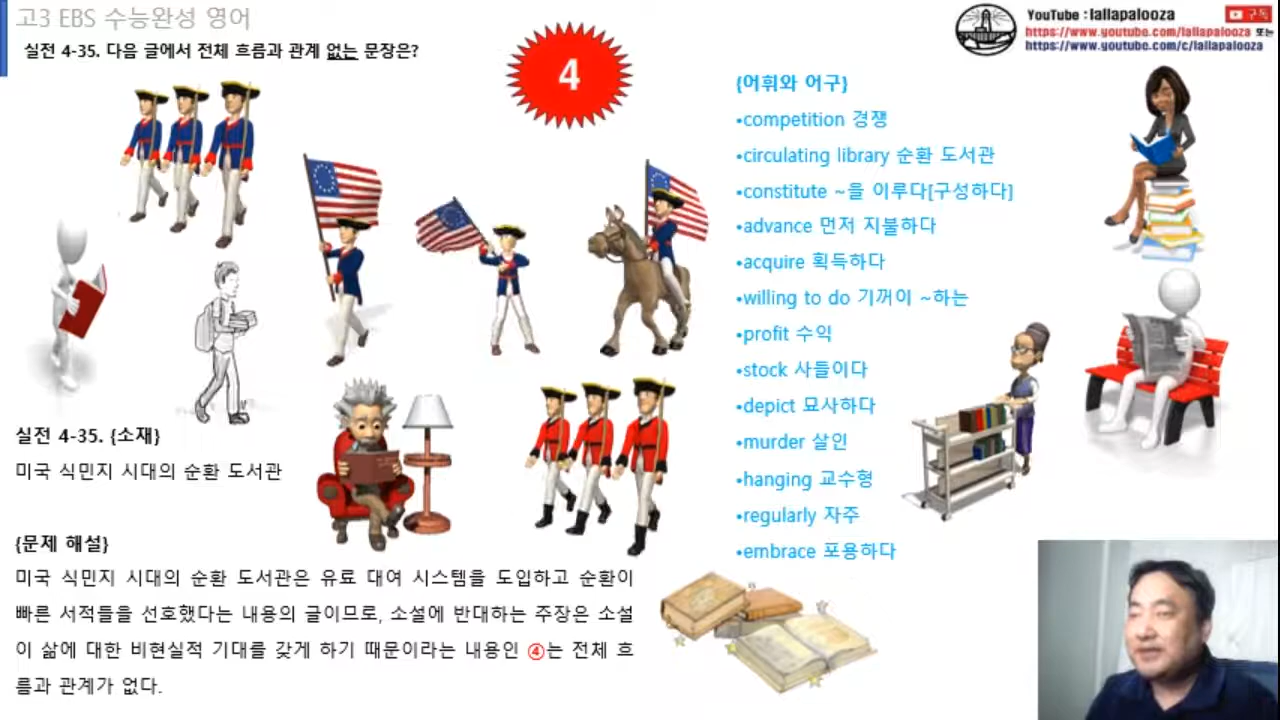 고3 EBS 수능완성 영어
실전 4-35. 다음 글에서 전체 흐름과 관계 없는 문장은?
4
YouTube : lallapalooza
구독
https://www.youtube.com/lallapalooza 또는
https://www.youtube.com/c/lallapalooza
{어휘와 어구}
•competition 경쟁
•circulating library 순환 도서관
•constitute ~을 이루다[구성하다]
•advance 먼저 지불하다
•acquire 획득하다
•willing to do 기꺼이 ~하는
•profit 수익
•stock 사들이다
•depict 묘사하다
•murder 살인
•hanging 교수형
•regularly 자주
•embrace 포용하다
실전 4-35. {소재}
미국 식민지 시대의 순환 도서관
{문제 해설}
미국 식민지 시대의 순환 도서관은 유료 대여 시스템을 도입하고 순환이
빠른 서적들을 선호했다는 내용의 글이므로, 소설에 반대하는 주장은 소설
이 삶에 대한 비현실적 기대를 갖게 하기 때문이라는 내용인 ④는 전체 흐
름과 관계가 없다.